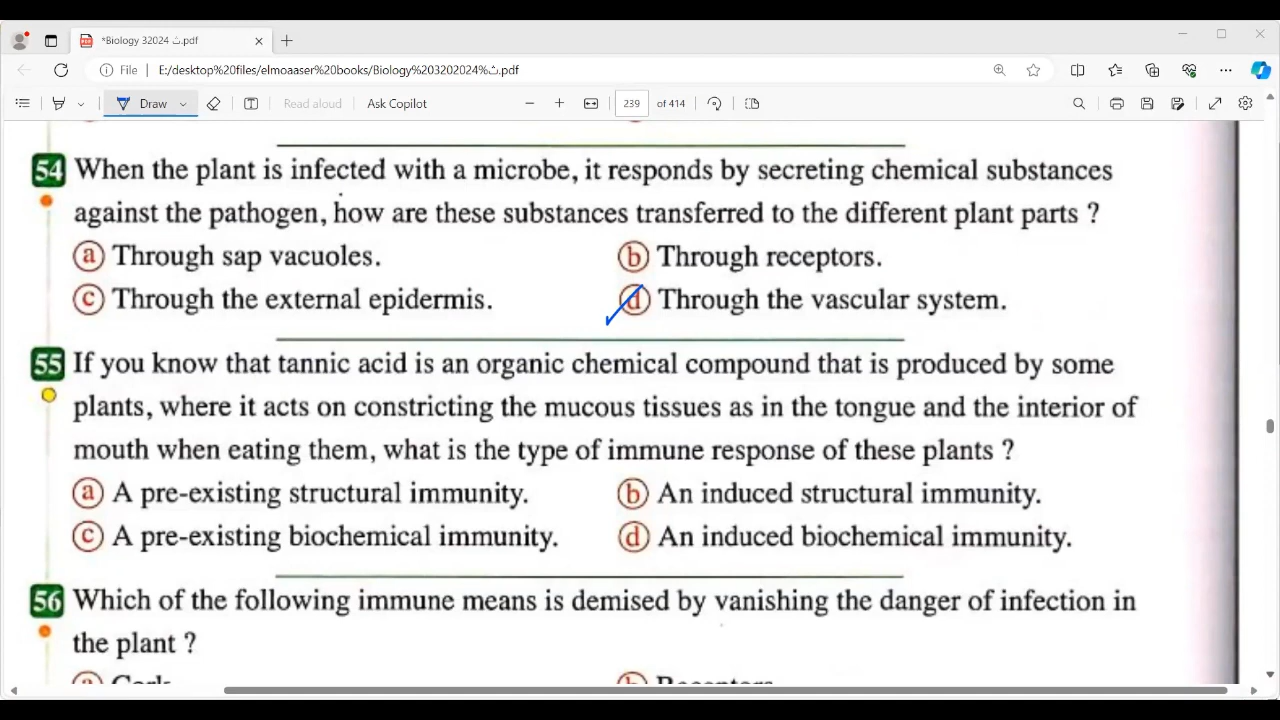 *Biology 32024 ث.pdf
File E:/desktop%20files/elmoaaser%20books/Biology%203202024%ث.pdf
Draw Read aloud Ask Copilot 239 of 414
54 When the plant is infected with a microbe, it responds by secreting chemical substances
against the pathogen, how are these substances transferred to the different plant parts ?
a Through sap vacuoles. b Through receptors.
c Through the external epidermis. d Through the vascular system.
55 If you know that tannic acid is an organic chemical compound that is produced by some
plants, where it acts on constricting the mucous tissues as in the tongue and the interior of
mouth when eating them, what is the type of immune response of these plants ?
a A pre-existing structural immunity. b An induced structural immunity.
c A pre-existing biochemical immunity. d An induced biochemical immunity.
56 Which of the following immune means is demised by vanishing the danger of infection in
the plant ?
a Cork b Receptors